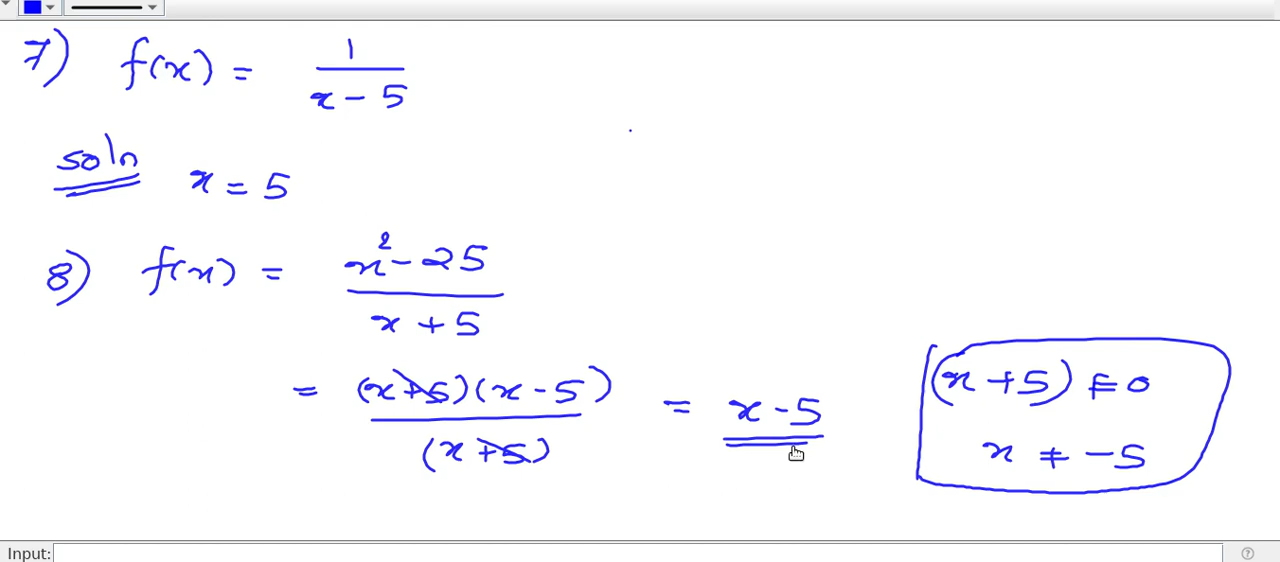 7) f(x) = 1 / (x - 5)
soln x = 5
8) f(x) = (x² - 25) / (x + 5)
= (x+5)(x-5) / (x+5) = x - 5
(x+5) ≠ 0
x ≠ -5
Input: